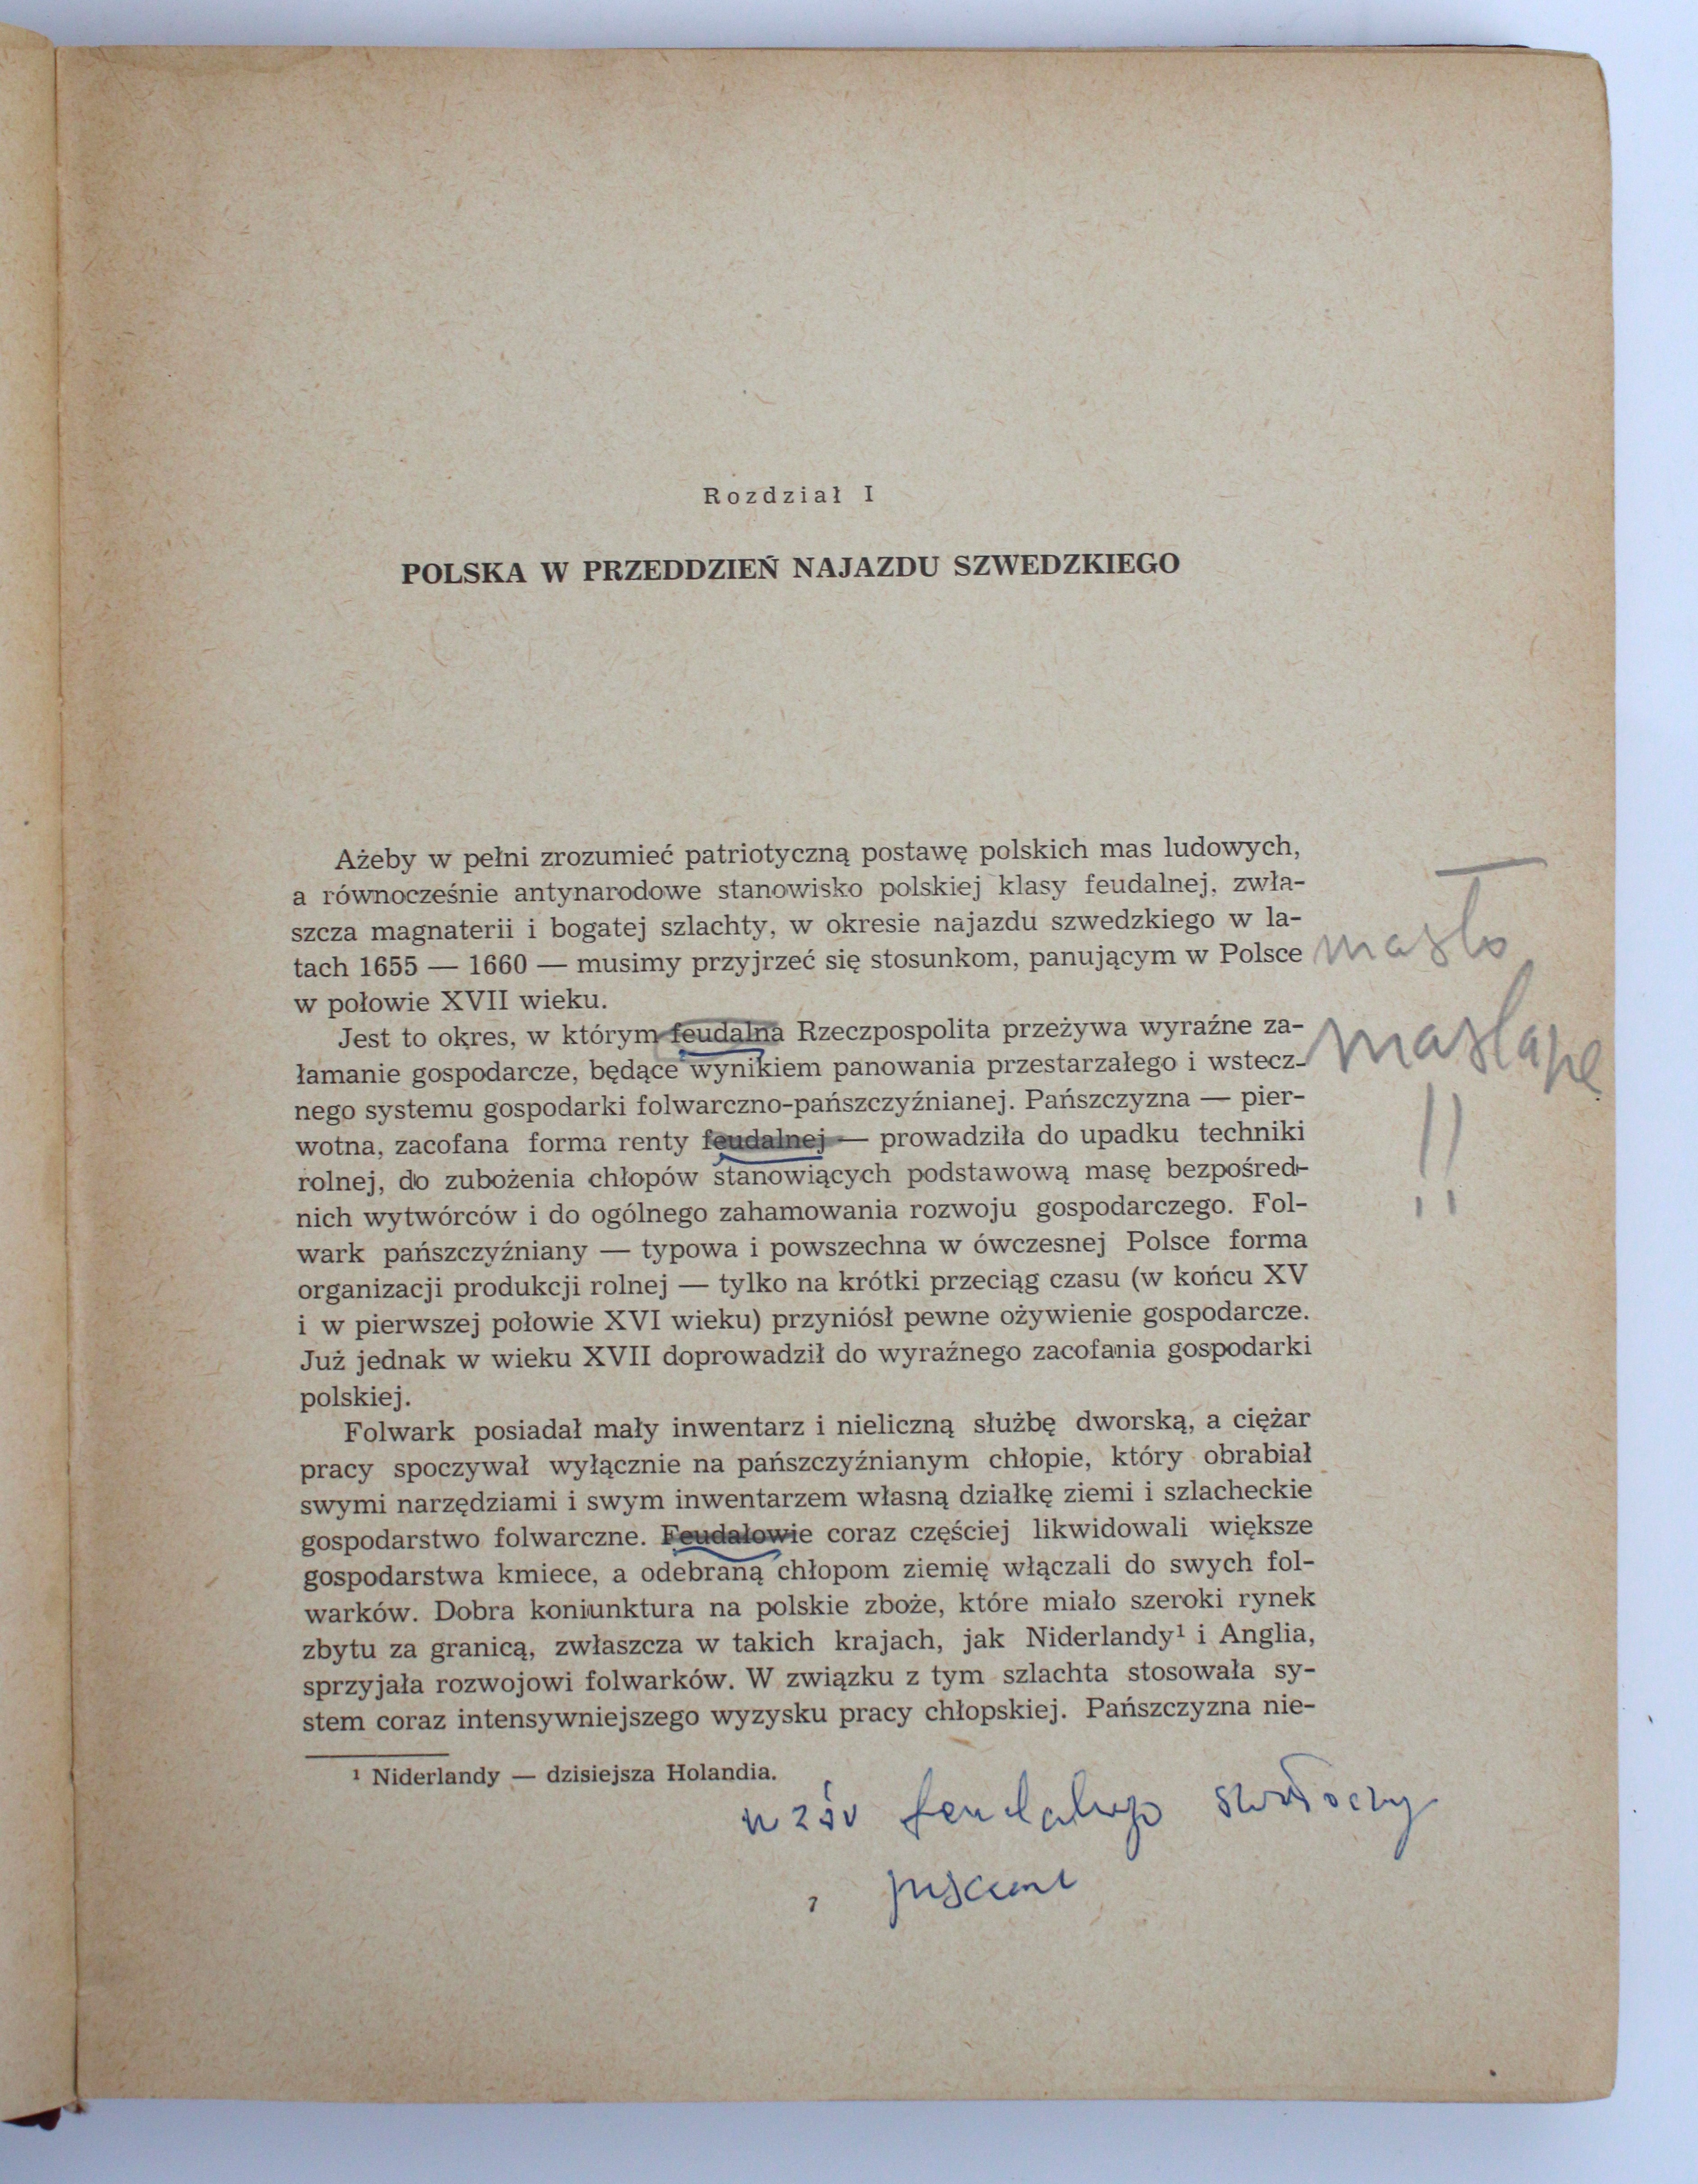 Rozdział I
POLSKA W PRZEDDZIEŃ NAJAZDU SZWEDZKIEGO
Ażeby w pełni zrozumieć patriotyczną postawę polskich mas ludowych,
a równocześnie antynarodowe stanowisko polskiej klasy feudalnej, zwła-
szcza magnaterii i bogatej szlachty, w okresie najazdu szwedzkiego w la-
tach 1655 — 1660 — musimy przyjrzeć się stosunkom, panującym w Polsce
w połowie XVII wieku.
Jest to okres, w którym feudalna Rzeczpospolita przeżywa wyraźne za-
łamanie gospodarcze, będące wynikiem panowania przestarzałego i wstecz-
nego systemu gospodarki folwarczno-pańszczyźnianej. Pańszczyzna — pier-
wotna, zacofana forma renty feudalnej — prowadziła do upadku techniki
rolnej, do zubożenia chłopów stanowiących podstawową masę bezpośred-
nich wytwórców i do ogólnego zahamowania rozwoju gospodarczego. Fol-
wark pańszczyźniany — typowa i powszechna w ówczesnej Polsce forma
organizacji produkcji rolnej — tylko na krótki przeciąg czasu (w końcu XV
i w pierwszej połowie XVI wieku) przyniósł pewne ożywienie gospodarcze.
Już jednak w wieku XVII doprowadził do wyraźnego zacofania gospodarki
polskiej.
Folwark posiadał mały inwentarz i nieliczną służbę dworską, a ciężar
pracy spoczywał wyłącznie na pańszczyźnianym chłopie, który obrabiał
swymi narzędziami i swym inwentarzem własną działkę ziemi i szlacheckie
gospodarstwo folwarczne. Feudałowie coraz częściej likwidowali większe
gospodarstwa kmiece, a odebraną chłopom ziemię włączali do swych fol-
warków. Dobra koniunktura na polskie zboże, które miało szeroki rynek
zbytu za granicą, zwłaszcza w takich krajach, jak Niderlandy¹ i Anglia,
sprzyjała rozwojowi folwarków. W związku z tym szlachta stosowała sy-
stem coraz intensywniejszego wyzysku pracy chłopskiej. Pańszczyzna nie-
¹ Niderlandy — dzisiejsza Holandia.
masło
maślane
!!
7